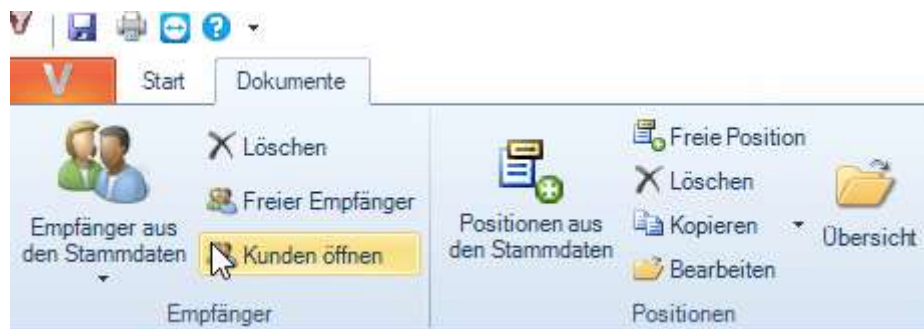 V
Start
Dokumente
Empfänger aus
den Stammdaten
Löschen
Freier Empfänger
Kunden öffnen
Empfänger
Positionen aus
den Stammdaten
Freie Position
Löschen
Kopieren
Bearbeiten
Übersicht
Positionen